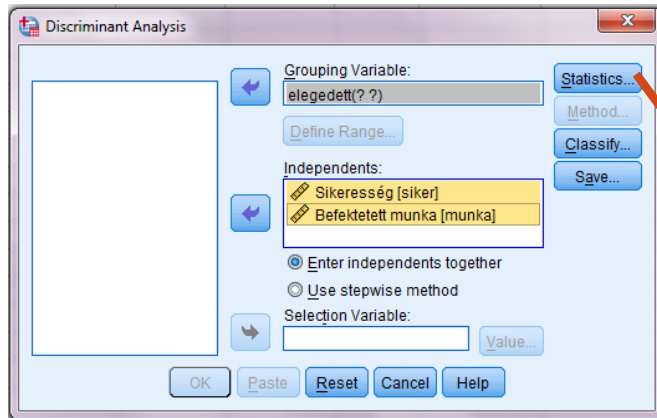 Discriminant Analysis
Grouping Variable:
elegedett(? ?)
Define Range...
Independents:
Sikeresség [siker]
Befektetett munka [munka]
Enter independents together
Use stepwise method
Selection Variable:
Value...
Statistics...
Method...
Classify...
Save...
OK
Paste
Reset
Cancel
Help